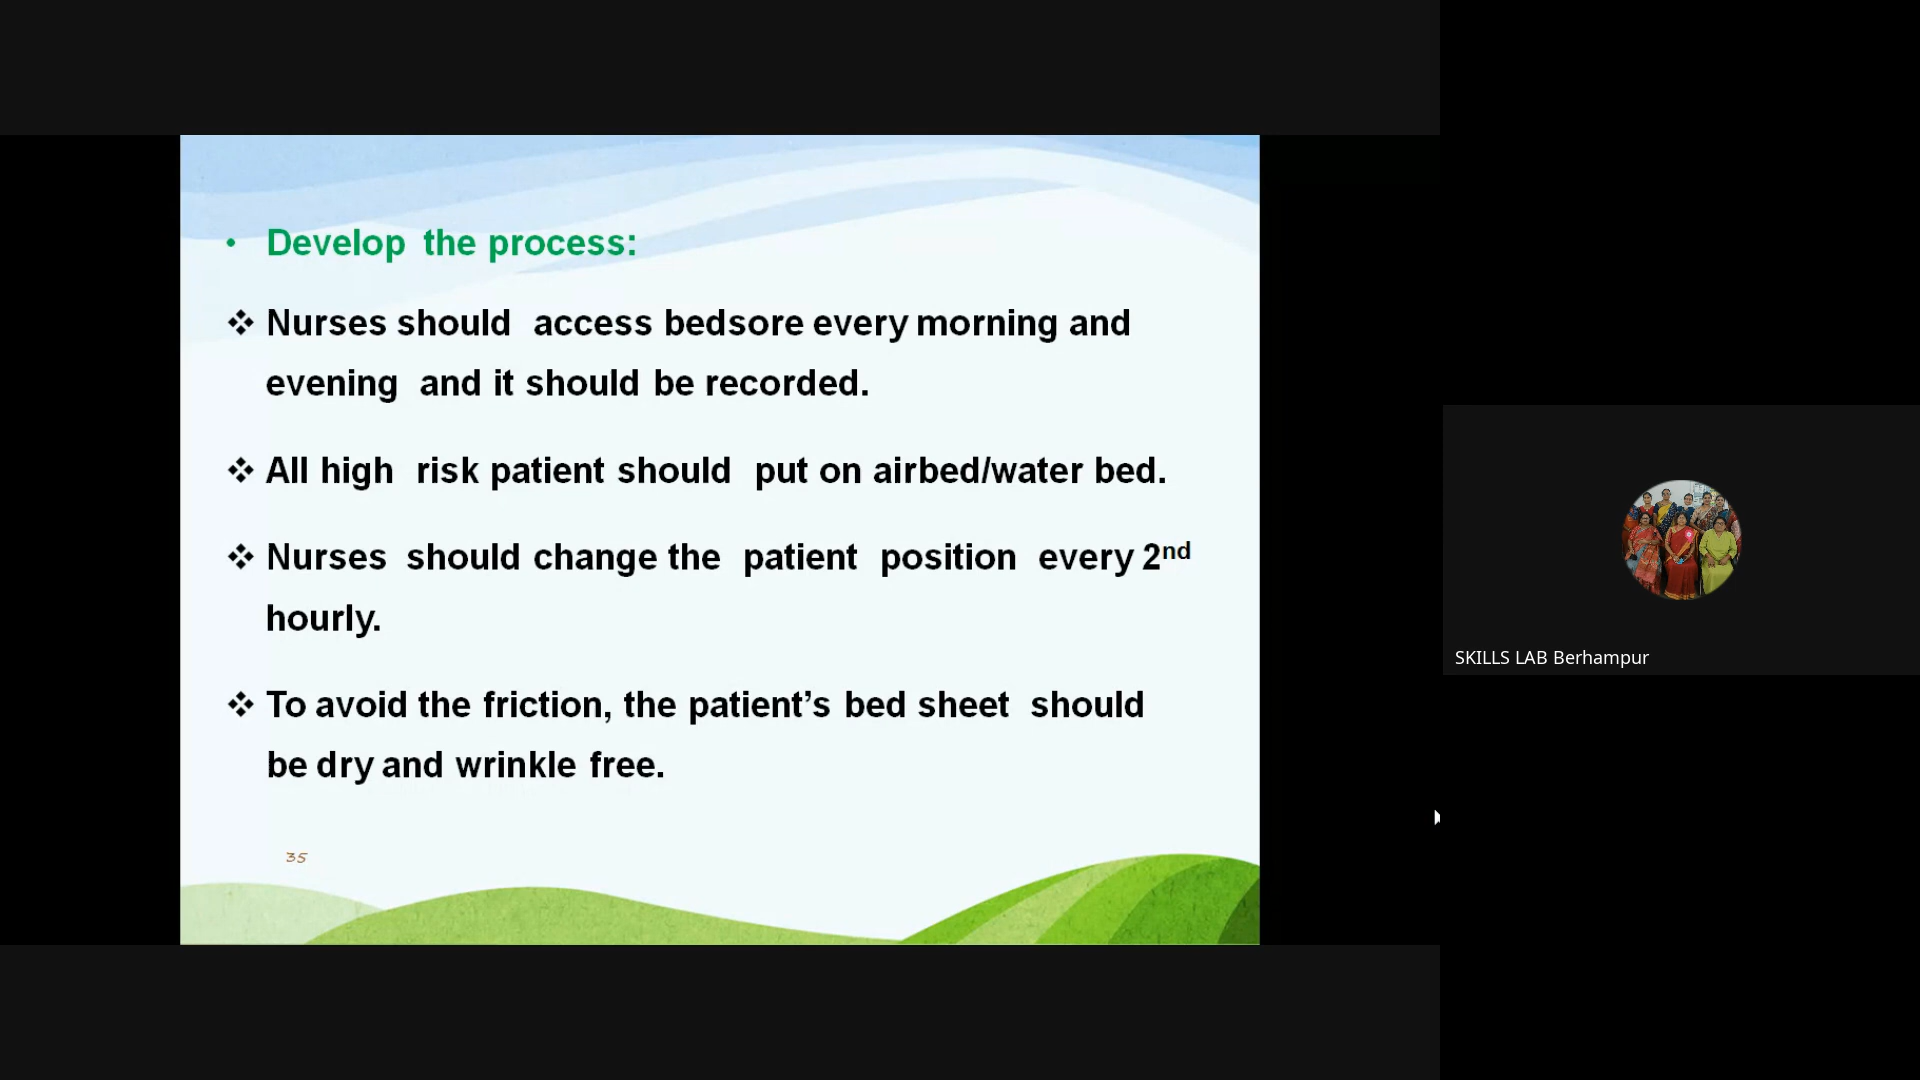 • Develop the process:
❖ Nurses should access bedsore every morning and
evening and it should be recorded.
❖ All high risk patient should put on airbed/water bed.
❖ Nurses should change the patient position every 2nd
hourly.
❖ To avoid the friction, the patient’s bed sheet should
be dry and wrinkle free.
35
SKILLS LAB Berhampur